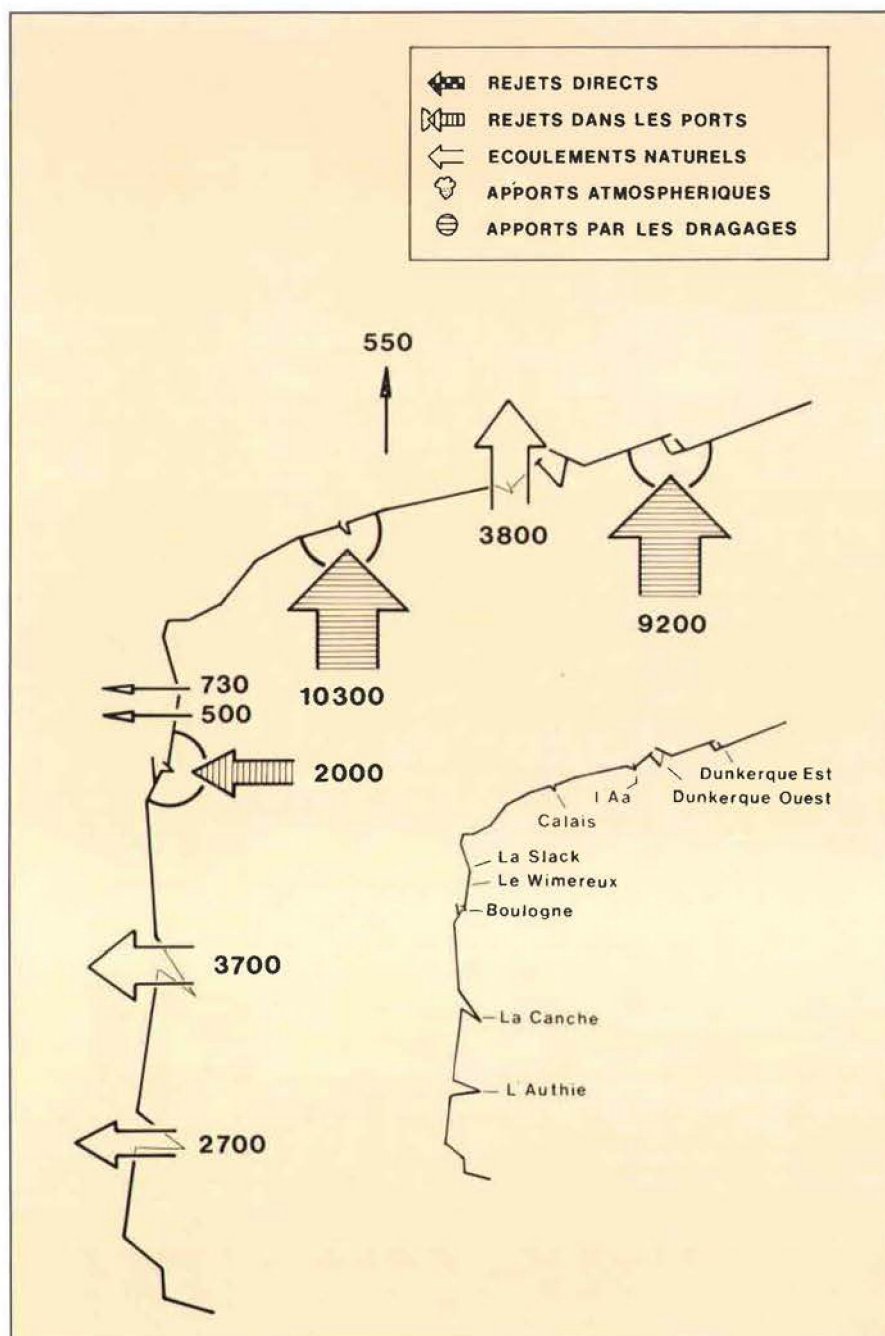 REJETS DIRECTS
REJETS DANS LES PORTS
ECOULEMENTS NATURELS
APPORTS ATMOSPHERIQUES
APPORTS PAR LES DRAGAGES
550
3800
9200
10300
730
500
2000
3700
2700
Dunkerque Est
Dunkerque Ouest
l Aa
Calais
La Slack
Le Wimereux
Boulogne
La Canche
L'Authie